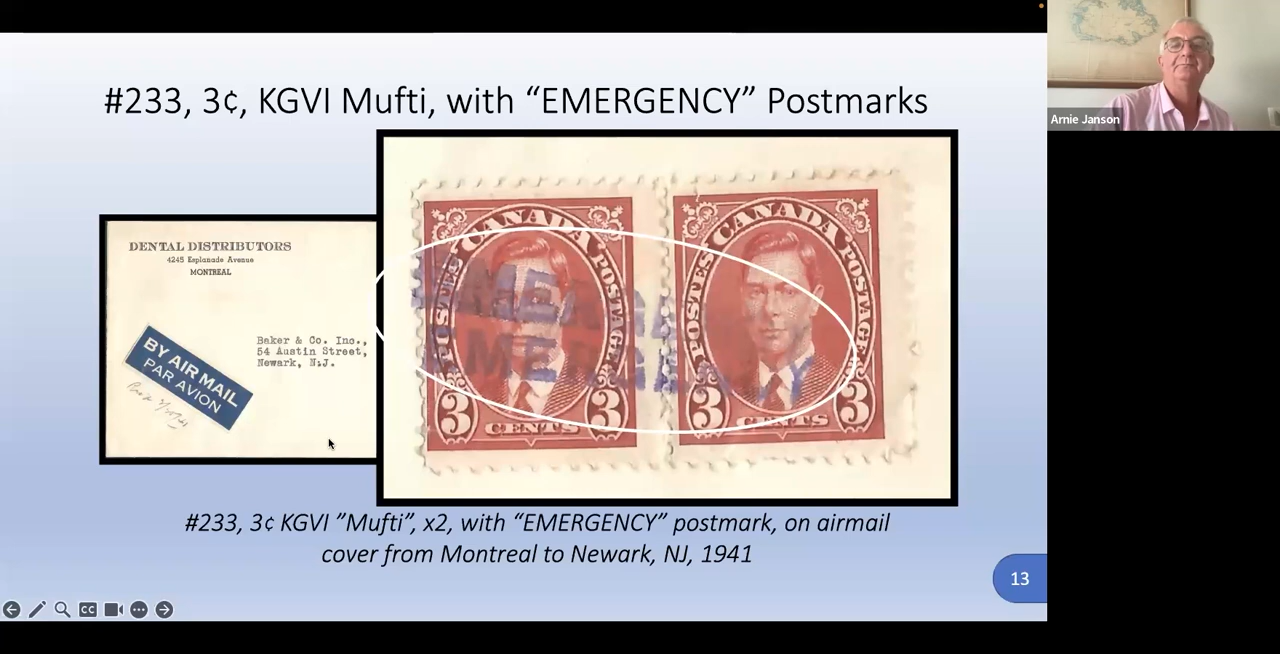 #233, 3¢, KGVI Mufti, with “EMERGENCY” Postmarks
Arnie Janson
DENTAL DISTRIBUTORS
4245 Esplanade Avenue
MONTREAL
Baker & Co. Inc.,
54 Austin Street,
Newark, N.J.
BY AIR MAIL
PAR AVION
CANADA
POSTES
POSTAGE
3 3
CENTS
CANADA
POSTES
POSTAGE
3 3
CENTS
EMERGENCY
EMERGENCY
#233, 3¢ KGVI ”Mufti”, x2, with “EMERGENCY” postmark, on airmail
cover from Montreal to Newark, NJ, 1941
13
CC